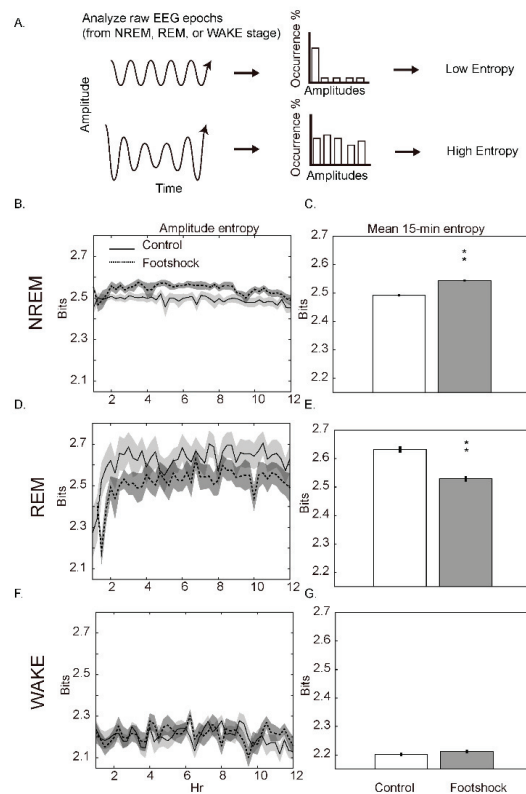 A.
Analyze raw EEG epochs
(from NREM, REM, or WAKE stage)
Amplitude
Time
Occurrence %
Amplitudes
Low Entropy
Occurrence %
Amplitudes
High Entropy
B.
Amplitude entropy
Control
Footshock
NREM
Bits
2.7
2.5
2.3
2.1
2 4 6 8 10 12
C.
Mean 15-min entropy
Bits
2.7
2.6
2.5
2.4
2.3
2.2
**
D.
REM
Bits
2.7
2.5
2.3
2.1
2 4 6 8 10 12
E.
Bits
2.7
2.6
2.5
2.4
2.3
2.2
**
F.
WAKE
Bits
2.7
2.5
2.3
2.1
2 4 6 8 10 12
Hr
G.
Bits
2.7
2.6
2.5
2.4
2.3
2.2
Control Footshock